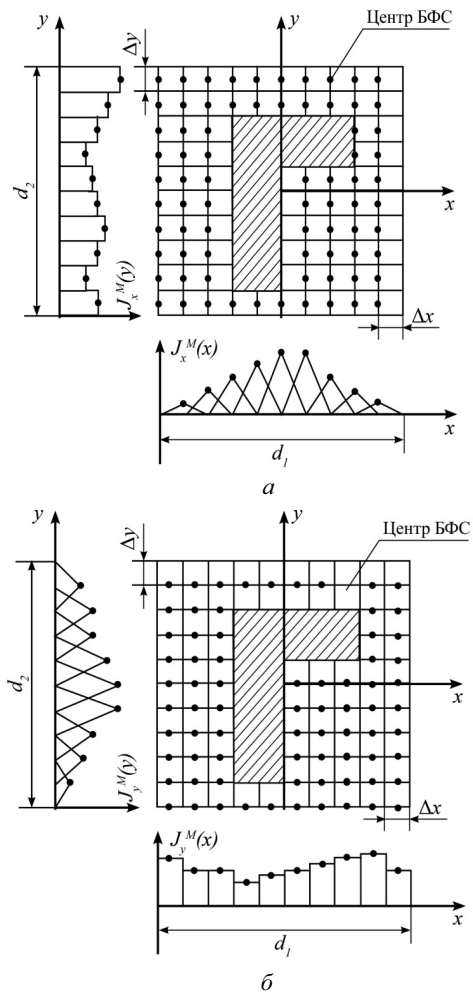 y
y
Центр БФС
Δy
d₂
x
JₓM(y)
Δx
JₓM(x)
x
d₁
а
y
y
Центр БФС
Δy
d₂
x
JyM(y)
Δx
JyM(x)
x
d₁
б